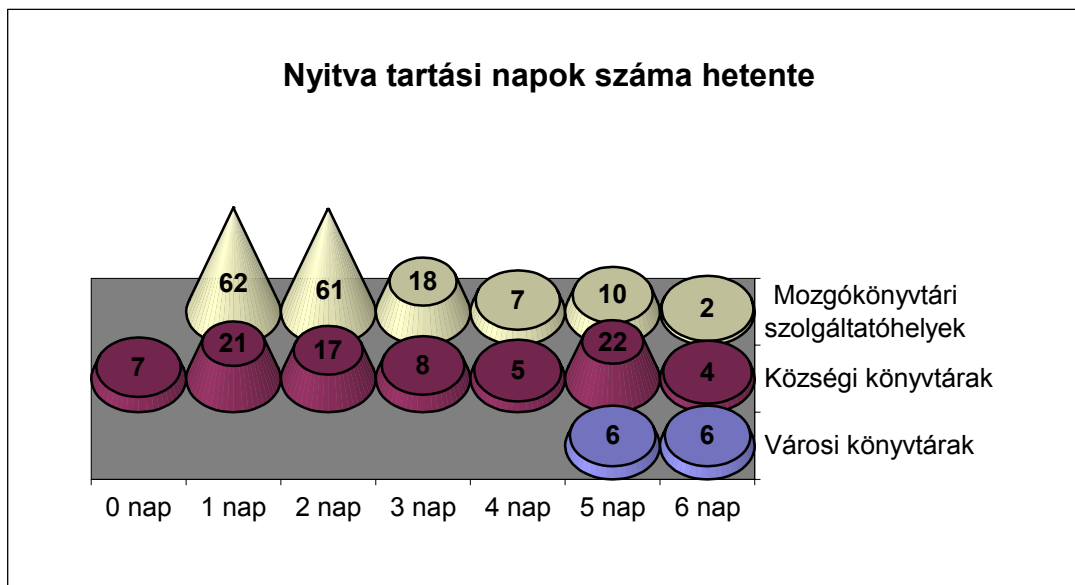 Nyitva tartási napok száma hetente
62 61 18 7 10 2
Mozgókönyvtári
szolgáltatóhelyek
7 21 17 8 5 22 4
Községi könyvtárak
6 6
Városi könyvtárak
0 nap 1 nap 2 nap 3 nap 4 nap 5 nap 6 nap